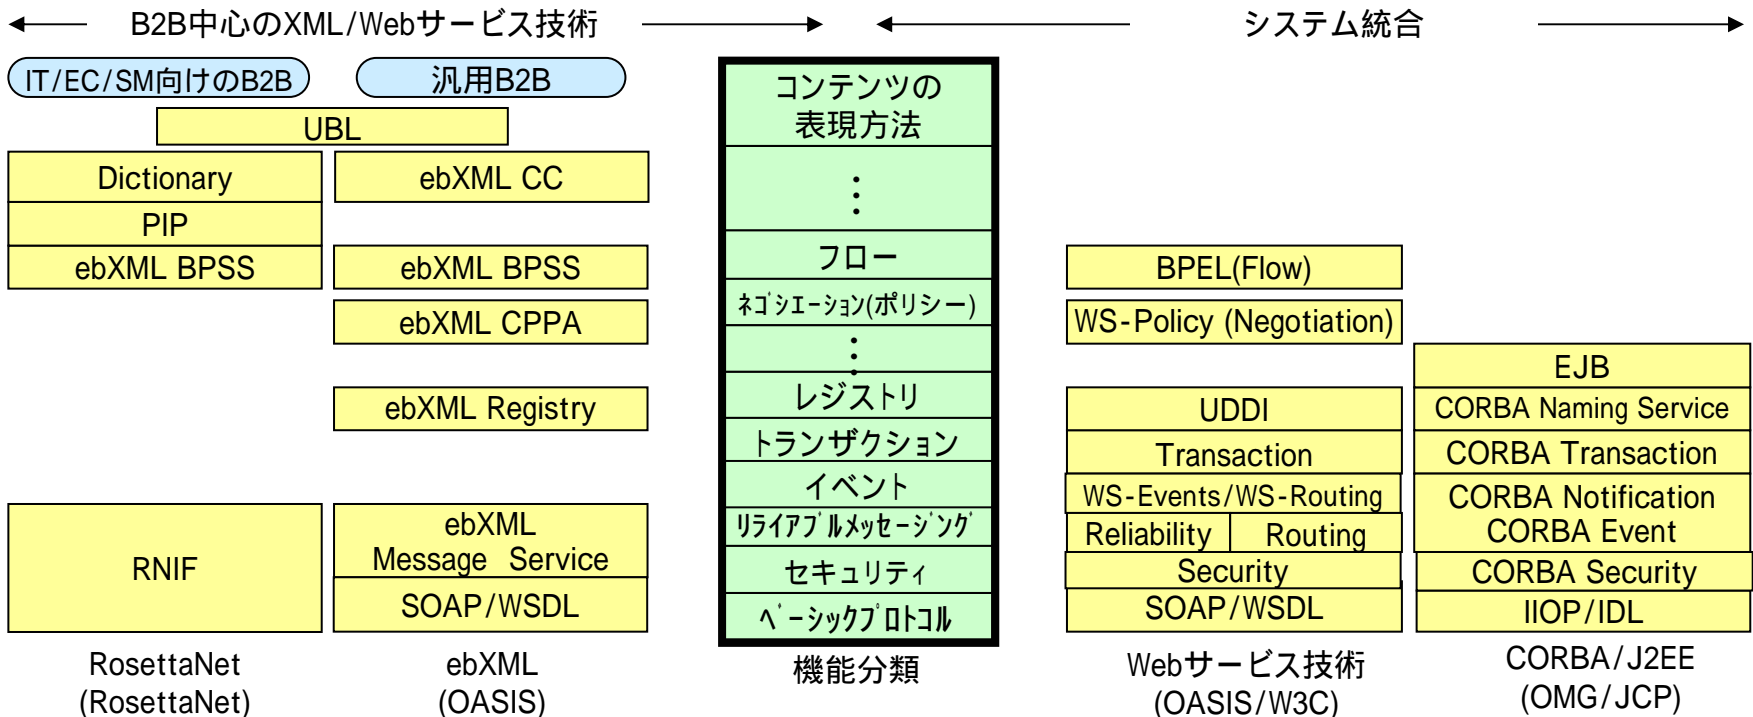 B2B中心のXML/Webサービス技術
システム統合
IT/EC/SM向けのB2B
汎用B2B
UBL
Dictionary
PIP
ebXML BPSS
RNIF
RosettaNet
(RosettaNet)
ebXML CC
ebXML BPSS
ebXML CPPA
ebXML Registry
ebXML
Message Service
SOAP/WSDL
ebXML
(OASIS)
コンテンツの
表現方法
⋮
フロー
ﾈｺﾞｼｴｰｼｮﾝ(ポリシー)
⋮
レジストリ
トランザクション
イベント
ﾘﾗｲｱﾌﾞﾙﾒｯｾｰｼﾞﾝｸﾞ
セキュリティ
ﾍﾞｰｼｯｸﾌﾟﾛﾄｺﾙ
機能分類
BPEL(Flow)
WS-Policy (Negotiation)
UDDI
Transaction
WS-Events/WS-Routing
Reliability
Routing
Security
SOAP/WSDL
Webサービス技術
(OASIS/W3C)
EJB
CORBA Naming Service
CORBA Transaction
CORBA Notification
CORBA Event
CORBA Security
IIOP/IDL
CORBA/J2EE
(OMG/JCP)